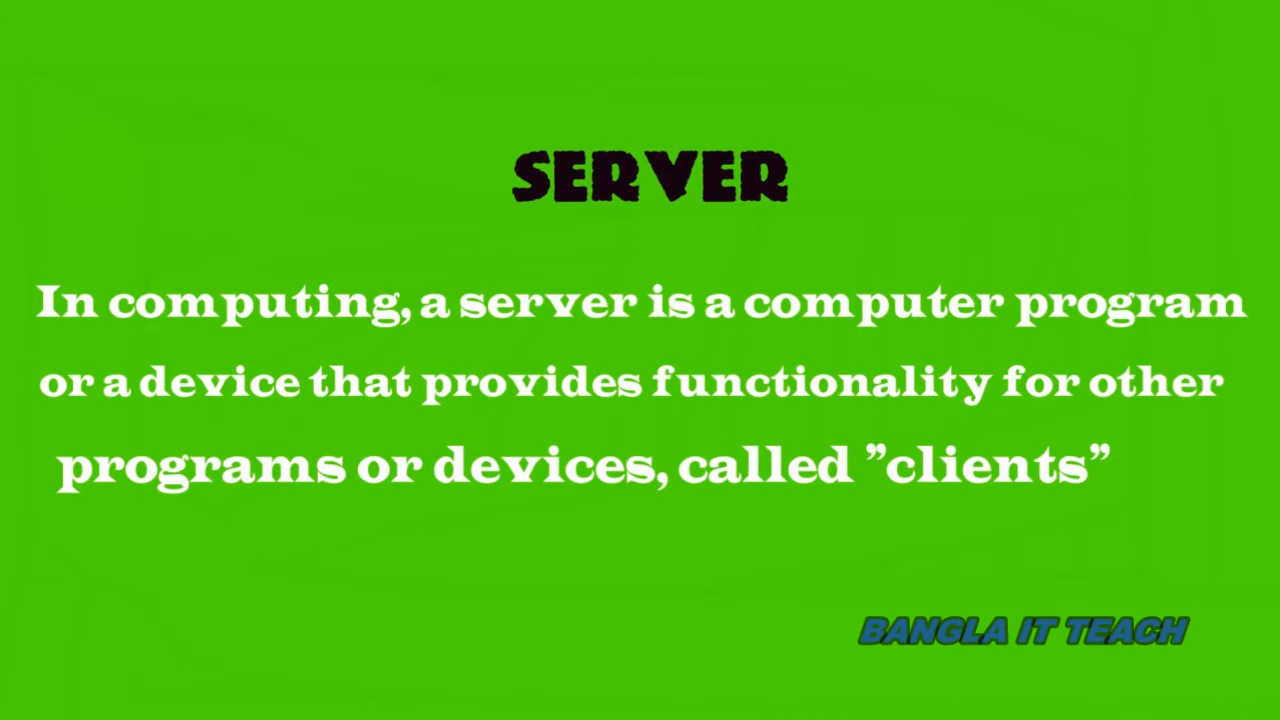 SERVER
In computing, a server is a computer program
or a device that provides functionality for other
programs or devices, called ”clients”
BANGLA IT TEACH